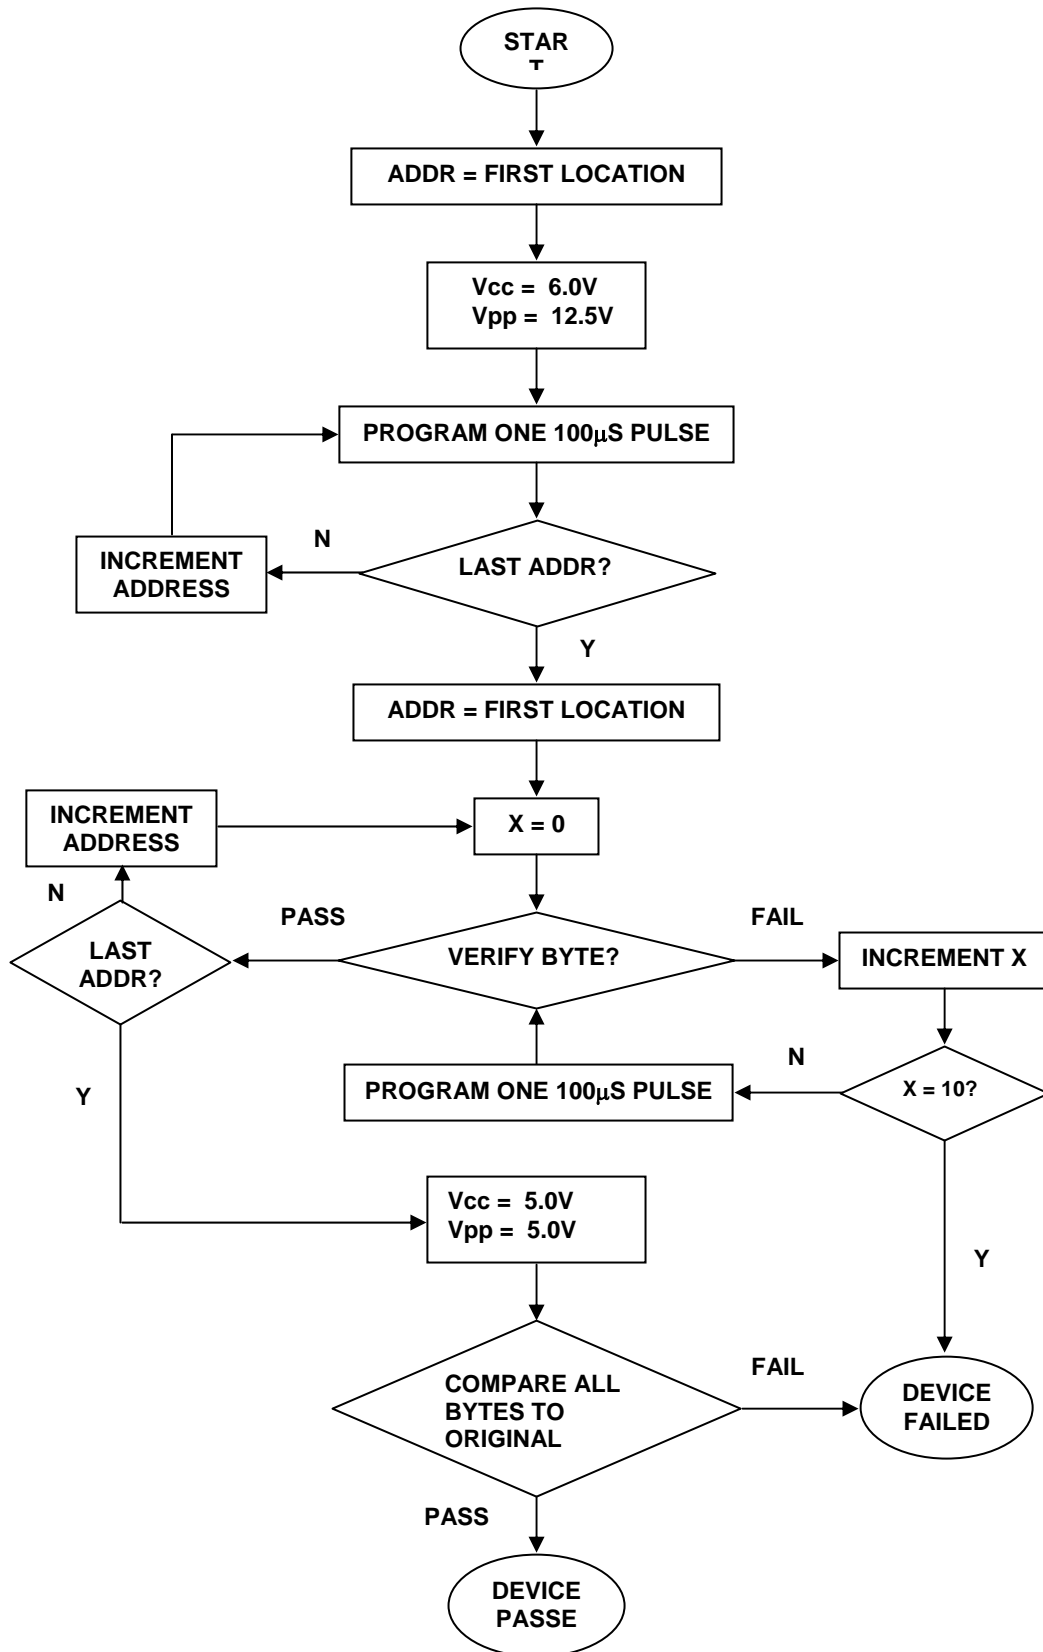 STAR
T
ADDR = FIRST LOCATION
Vcc = 6.0V
Vpp = 12.5V
PROGRAM ONE 100µS PULSE
N
INCREMENT
ADDRESS
LAST ADDR?
Y
ADDR = FIRST LOCATION
INCREMENT
ADDRESS
X = 0
N
PASS
FAIL
LAST
ADDR?
VERIFY BYTE?
INCREMENT X
N
Y
PROGRAM ONE 100µS PULSE
X = 10?
Vcc = 5.0V
Vpp = 5.0V
Y
COMPARE ALL
BYTES TO
ORIGINAL
FAIL
DEVICE
FAILED
PASS
DEVICE
PASSE